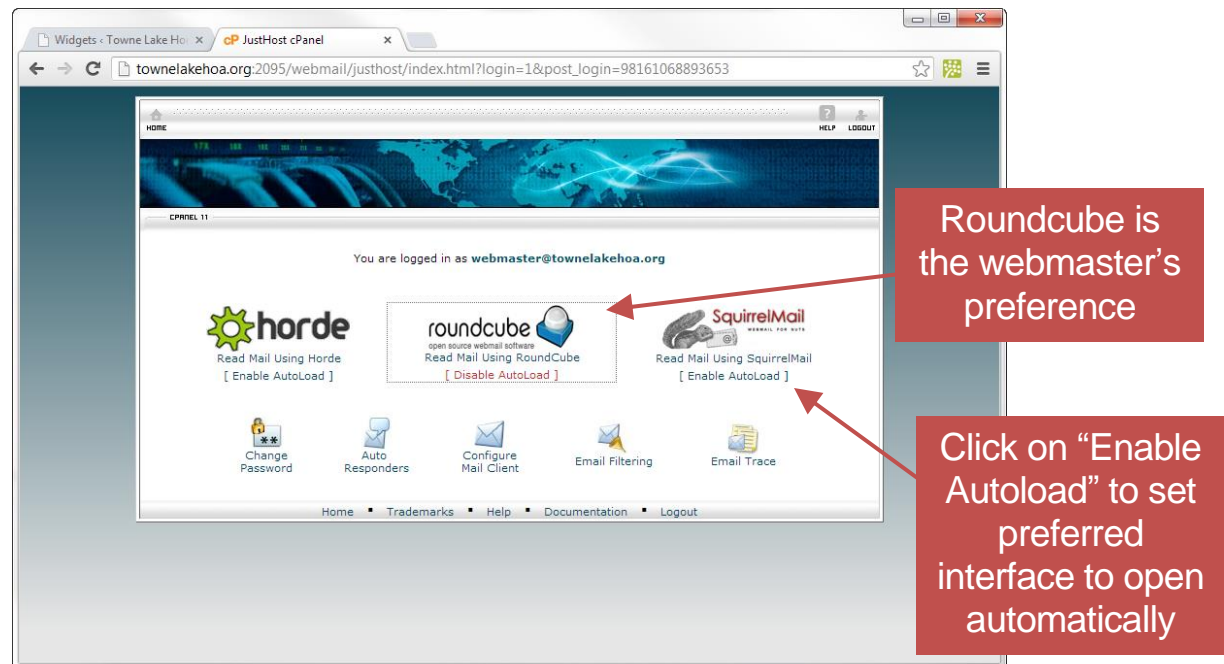 Widgets ‹ Towne Lake Ho
cP JustHost cPanel
townelakehoa.org:2095/webmail/justhost/index.html?login=1&post_login=98161068893653
HOME
HELP LOGOUT
CPANEL 11
You are logged in as webmaster@townelakehoa.org
horde
Read Mail Using Horde
[ Enable AutoLoad ]
roundcube
open source webmail software
Read Mail Using RoundCube
[ Disable AutoLoad ]
SquirrelMail
WEBMAIL FOR NUTS
Read Mail Using SquirrelMail
[ Enable AutoLoad ]
Change
Password
Auto
Responders
Configure
Mail Client
Email Filtering
Email Trace
Home ▪ Trademarks ▪ Help ▪ Documentation ▪ Logout
Roundcube is
the webmaster’s
preference
Click on “Enable
Autoload” to set
preferred
interface to open
automatically